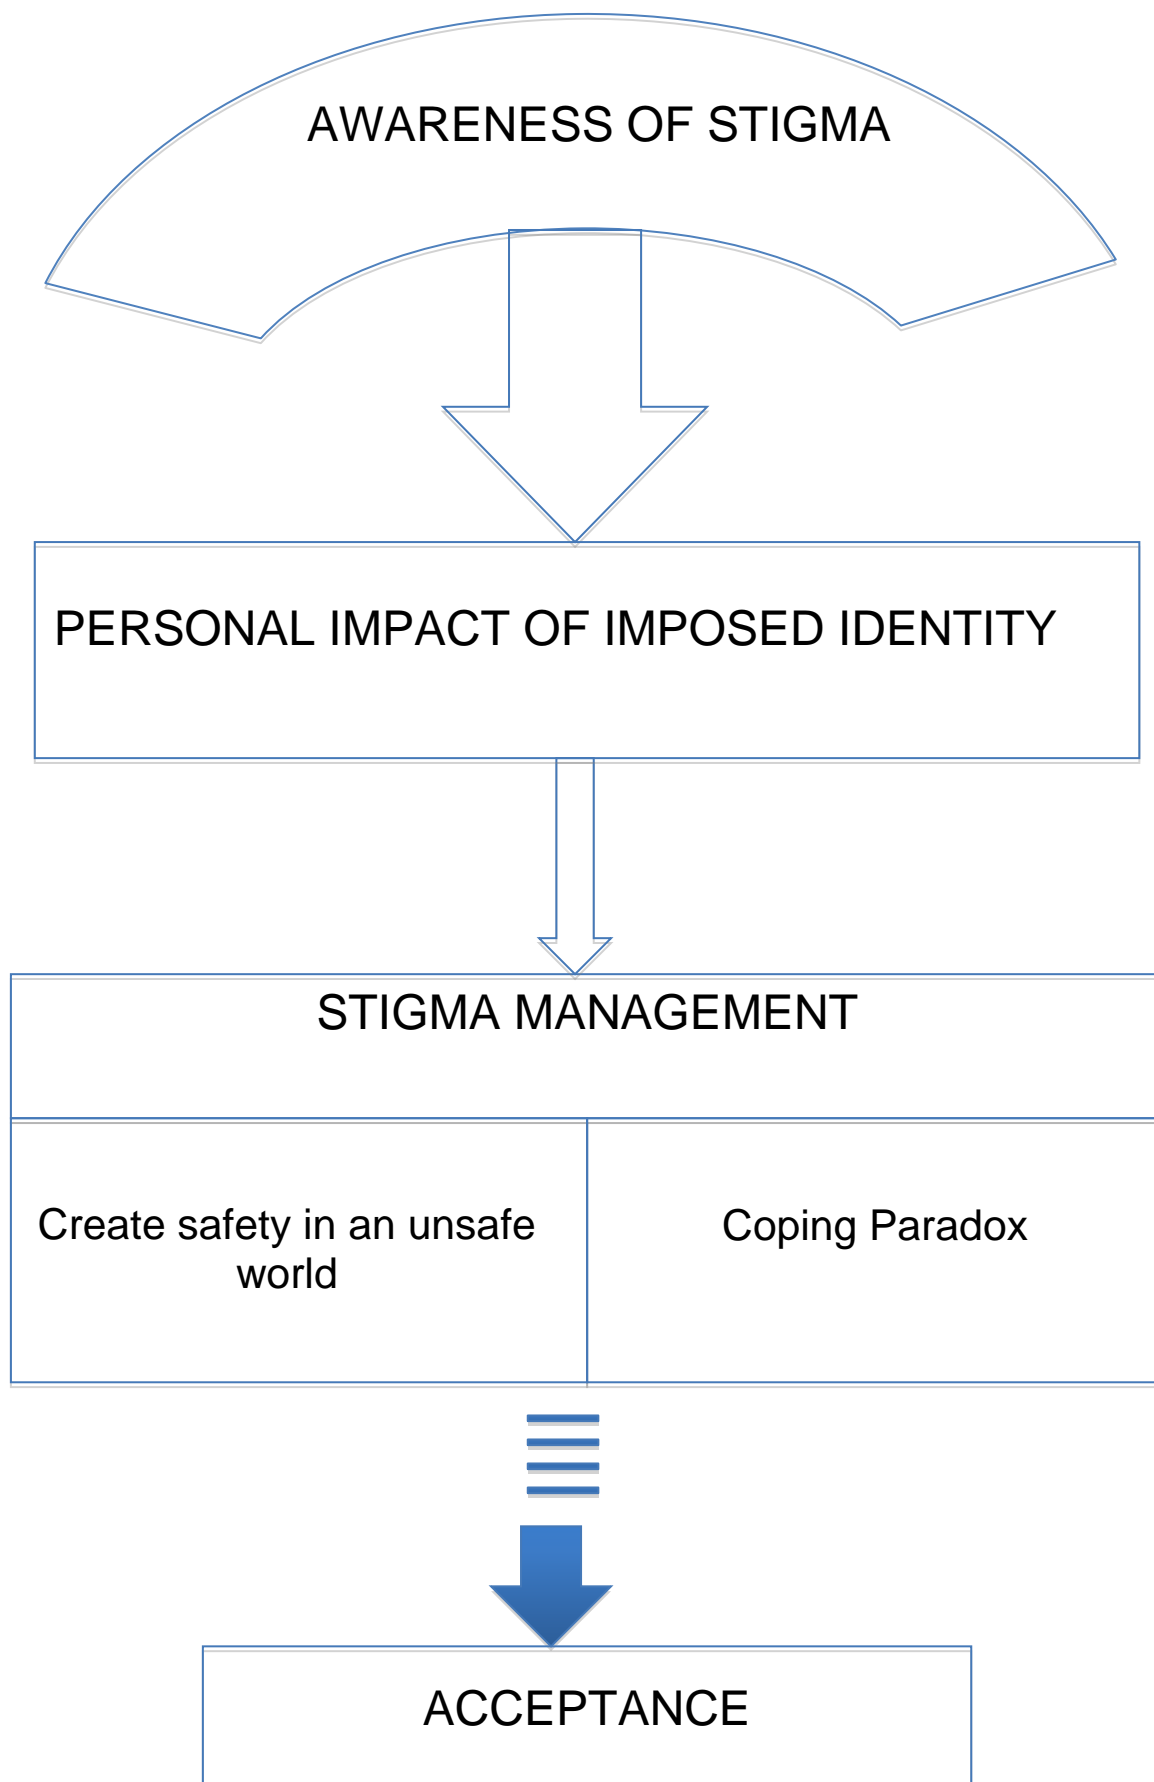 AWARENESS OF STIGMA
PERSONAL IMPACT OF IMPOSED IDENTITY
STIGMA MANAGEMENT
Create safety in an unsafe
world
Coping Paradox
ACCEPTANCE